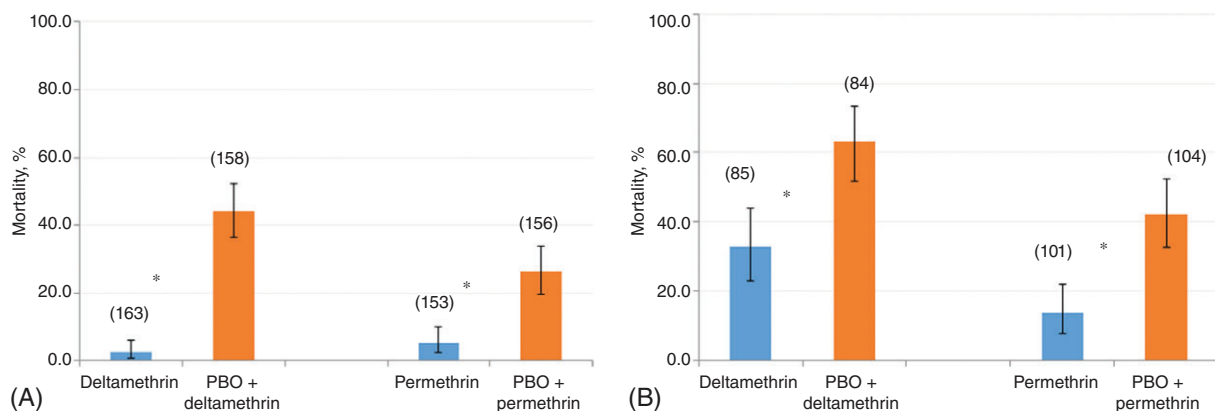 100.0
80.0
60.0
40.0
20.0
0.0
Mortality, %
(163)
*
(158)
(153)
*
(156)
Deltamethrin
PBO +
deltamethrin
Permethrin
PBO +
permethrin
(A)
100.0
80.0
60.0
40.0
20.0
0.0
Mortality, %
(85)
*
(84)
(101)
*
(104)
Deltamethrin
PBO +
deltamethrin
Permethrin
PBO +
permethrin
(B)